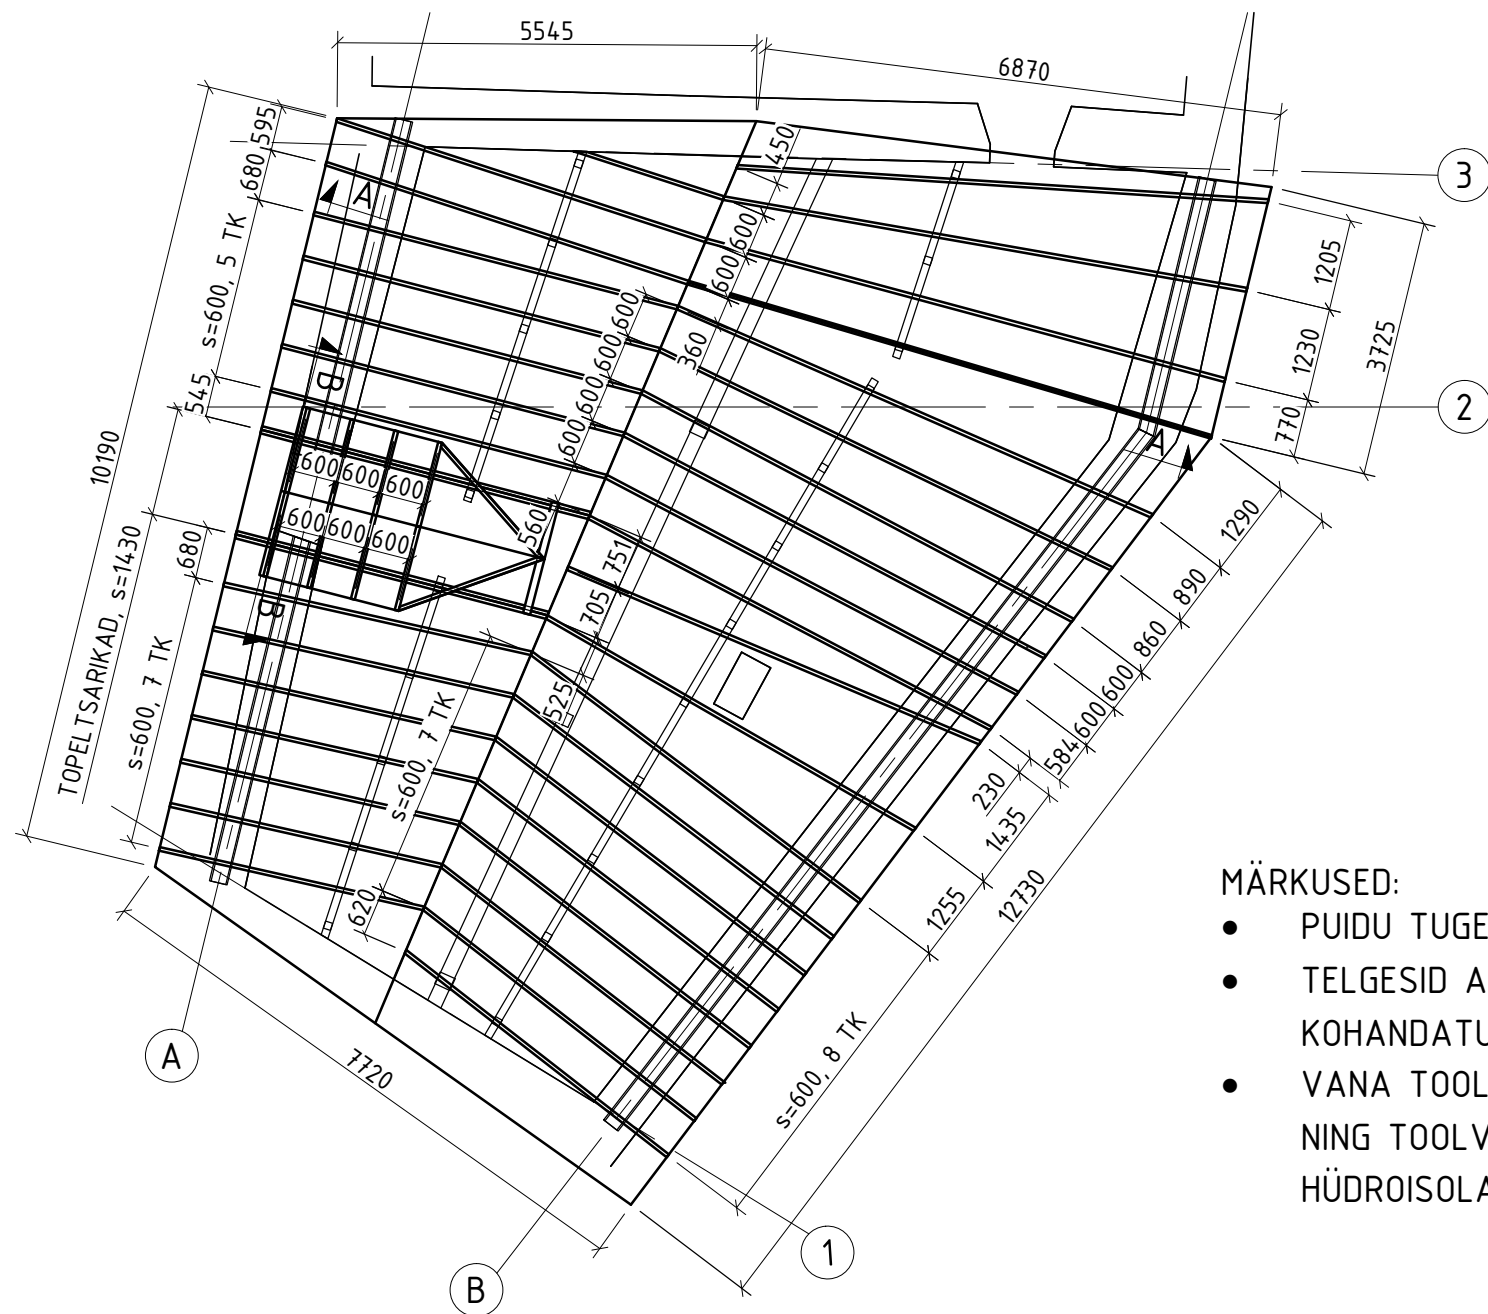 5545
6870
595
680
450
3
A
1205
s=600, 5 TK
600
600
600
1230
3725
360
600
600
545
B
600
2
770
A
10190
600
600
600
1290
600
600
600
560
751
890
680
TOPELTSARIKAD, s=1430
B
705
860
s=600, 7 TK
600
525
600
584
s=600, 7 TK
230
1435
12730
1255
620
MÄRKUSED:
● PUIDU TUGE
● TELGESID A
KOHANDATU
● VANA TOOL
NING TOOLV
HÜDROISOLA
A
7720
s=600, 8 TK
1
B